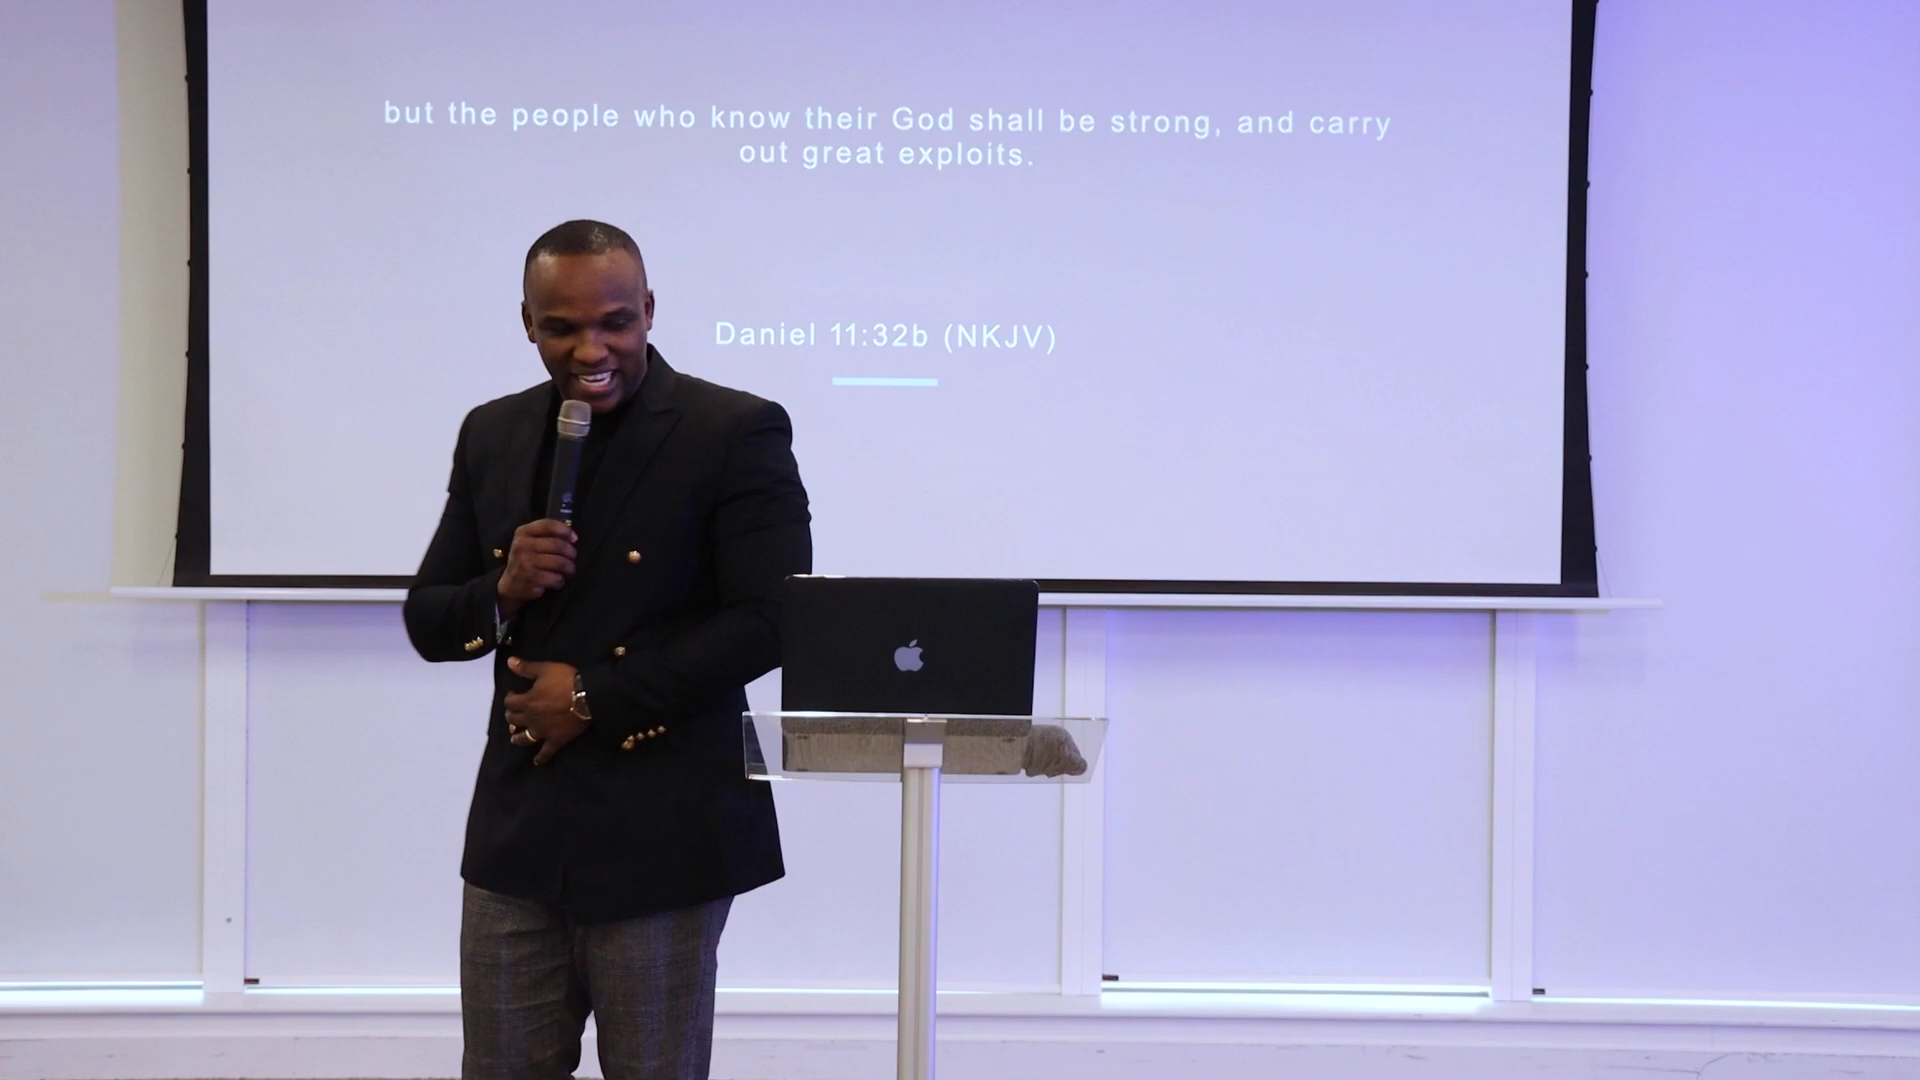 but the people who know their God shall be strong, and carry
out great exploits.
Daniel 11:32b (NKJV)